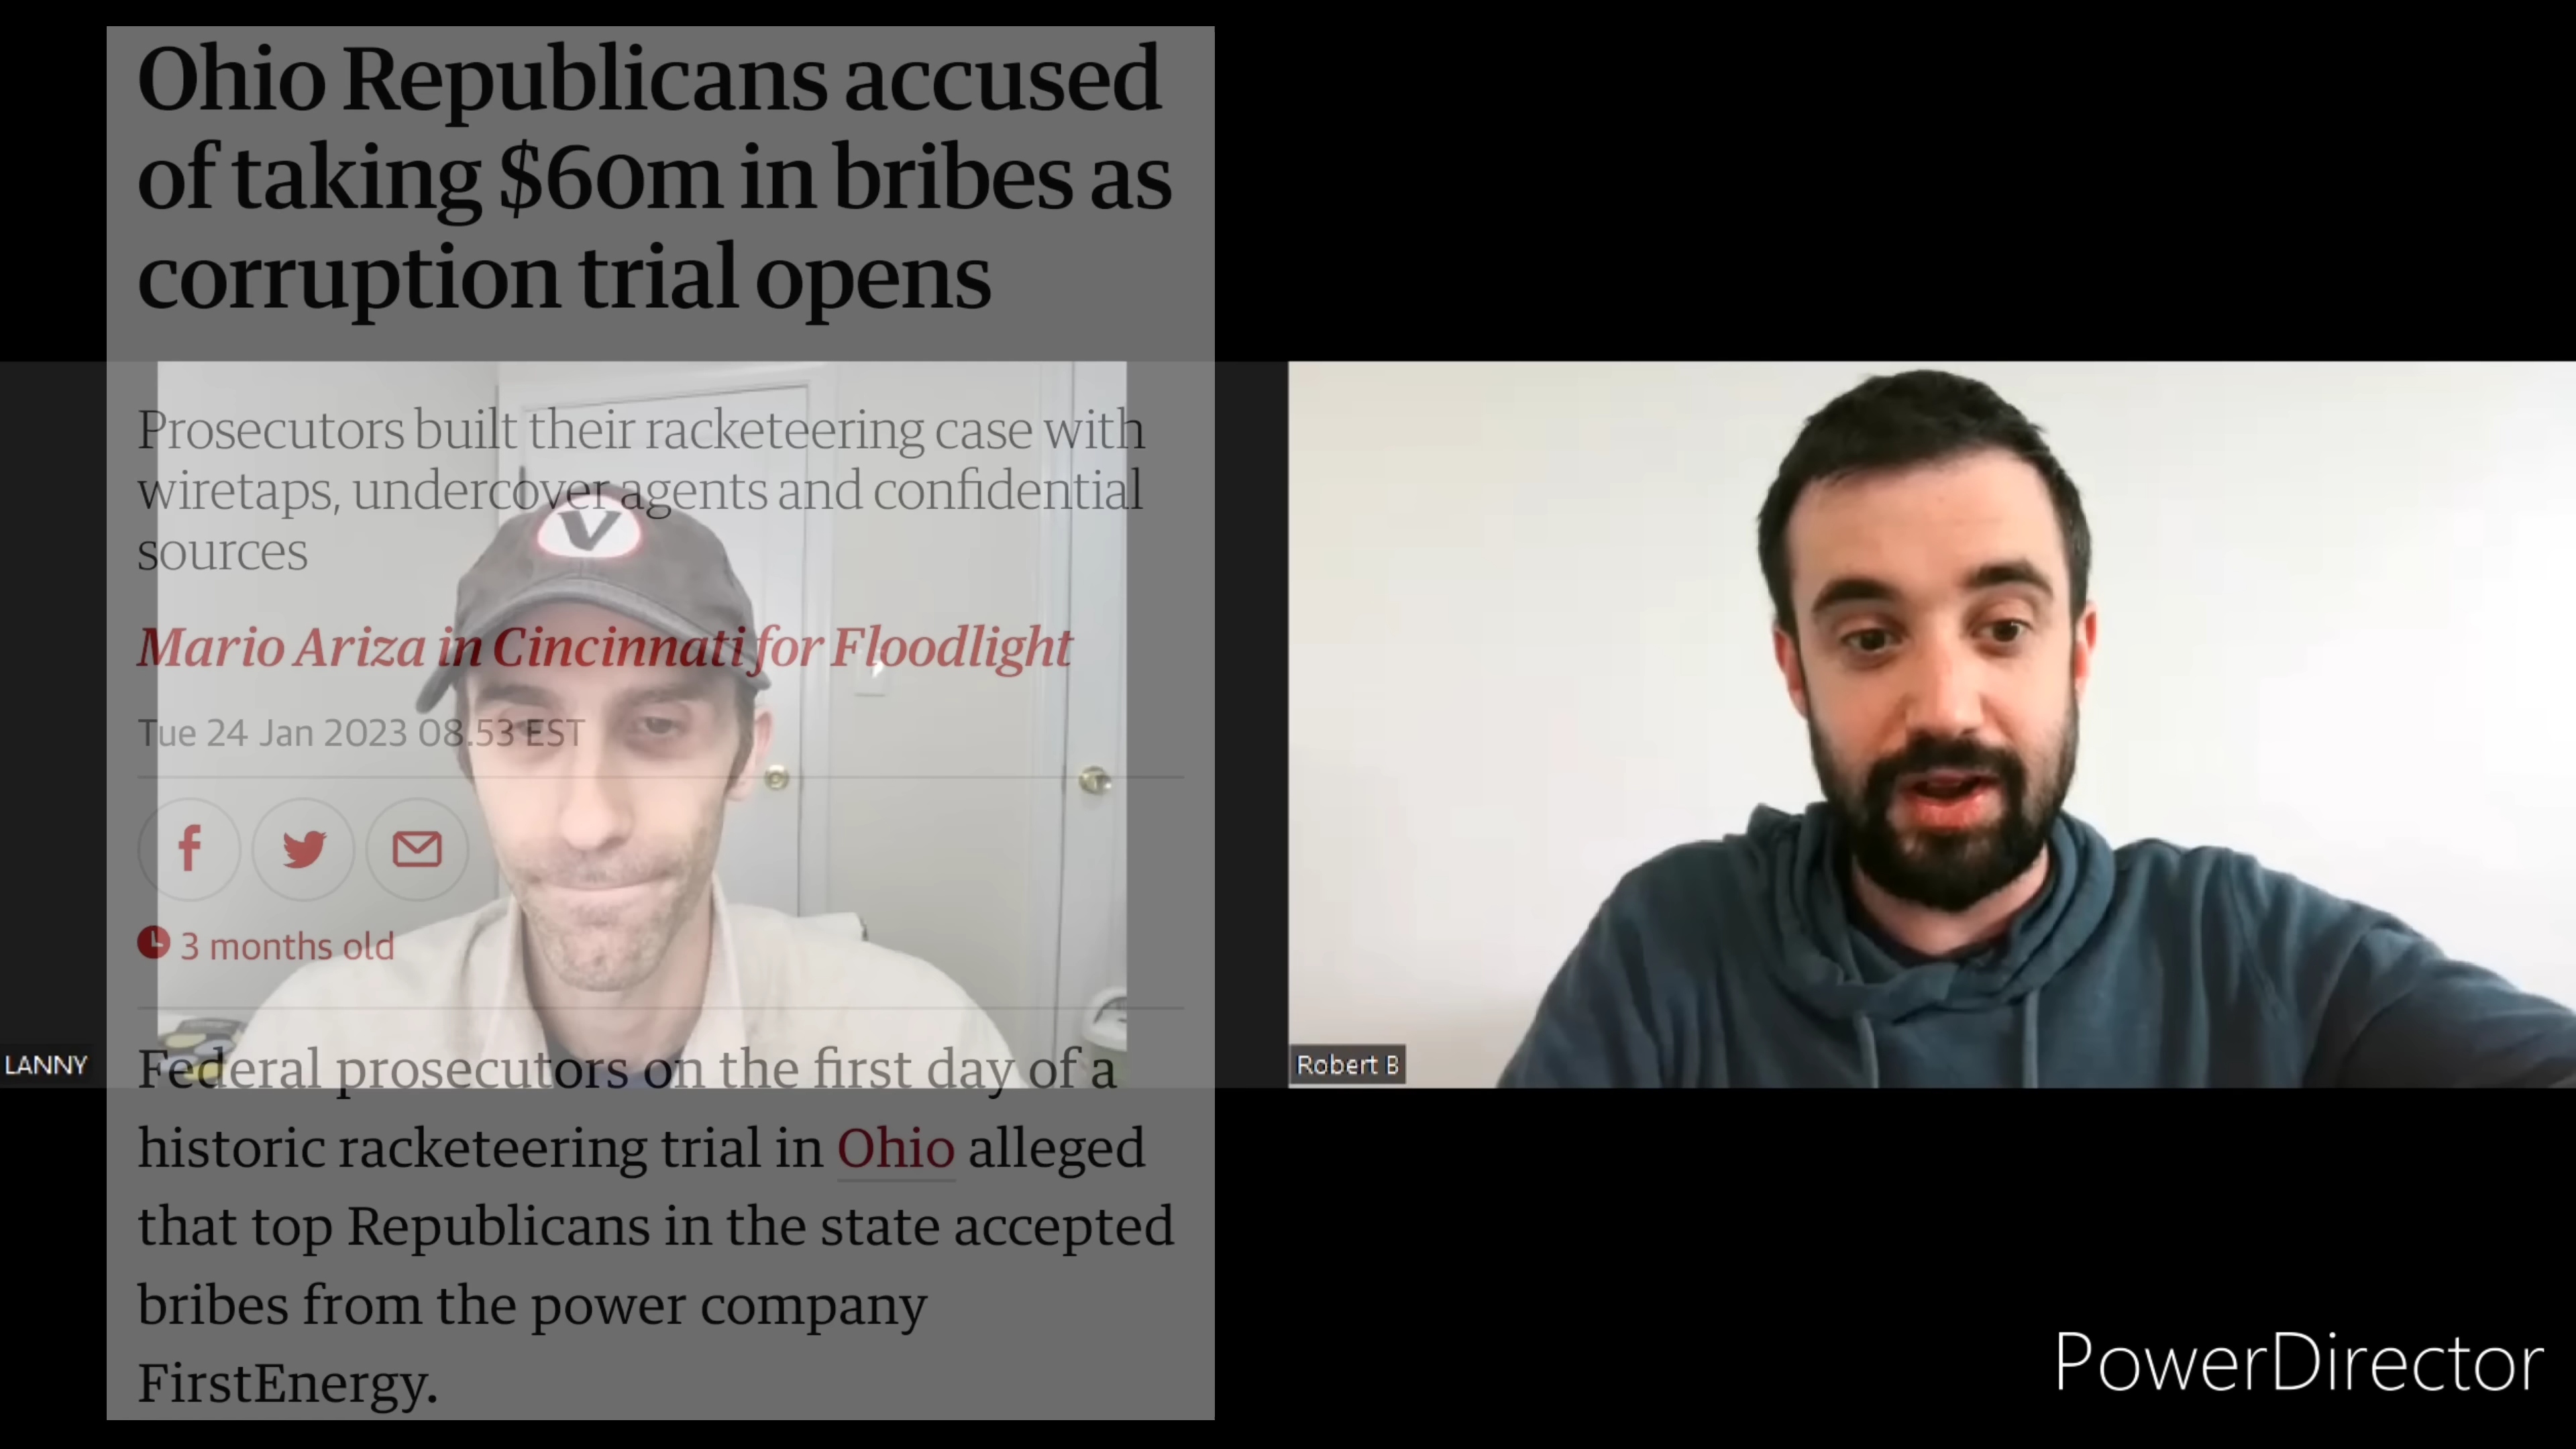 Ohio Republicans accused
of taking $60m in bribes as
corruption trial opens
Prosecutors built their racketeering case with
wiretaps, undercover agents and confidential
sources
V
Mario Ariza in Cincinnati for Floodlight
Tue 24 Jan 2023 08.53 EST
3 months old
LANNY
Robert B
Federal prosecutors on the first day of a
historic racketeering trial in Ohio alleged
that top Republicans in the state accepted
bribes from the power company
FirstEnergy.
PowerDirector